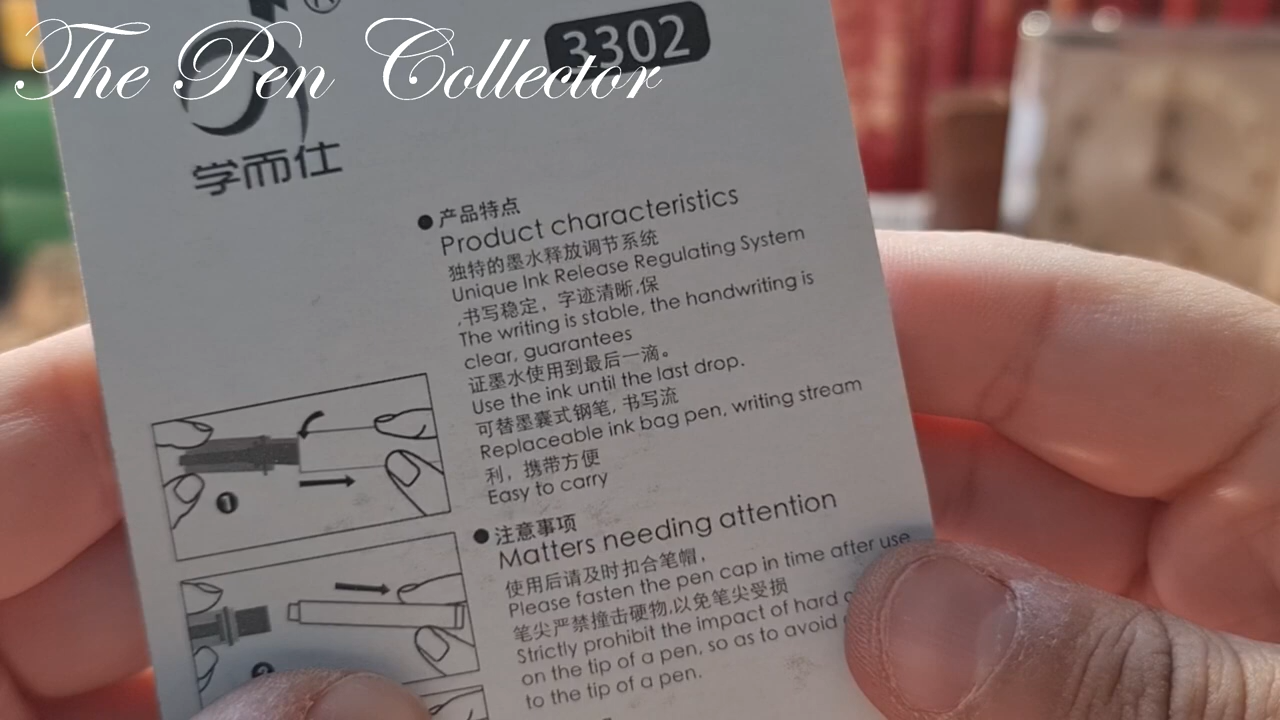 The Pen Collector
®
3302
学而仕
●产品特点
Product characteristics
独特的墨水释放调节系统
Unique Ink Release Regulating System
,书写稳定，字迹清晰,保
The writing is stable, the handwriting is
clear, guarantees
证墨水使用到最后一滴。
Use the ink until the last drop.
可替墨囊式钢笔, 书写流
Replaceable ink bag pen, writing stream
利，携带方便
Easy to carry
●注意事项
Matters needing attention
使用后请及时扣合笔帽，
Please fasten the pen cap in time after use
笔尖严禁撞击硬物,以免笔尖受损
Strictly prohibit the impact of hard
on the tip of a pen, so as to avoid
to the tip of a pen.
1